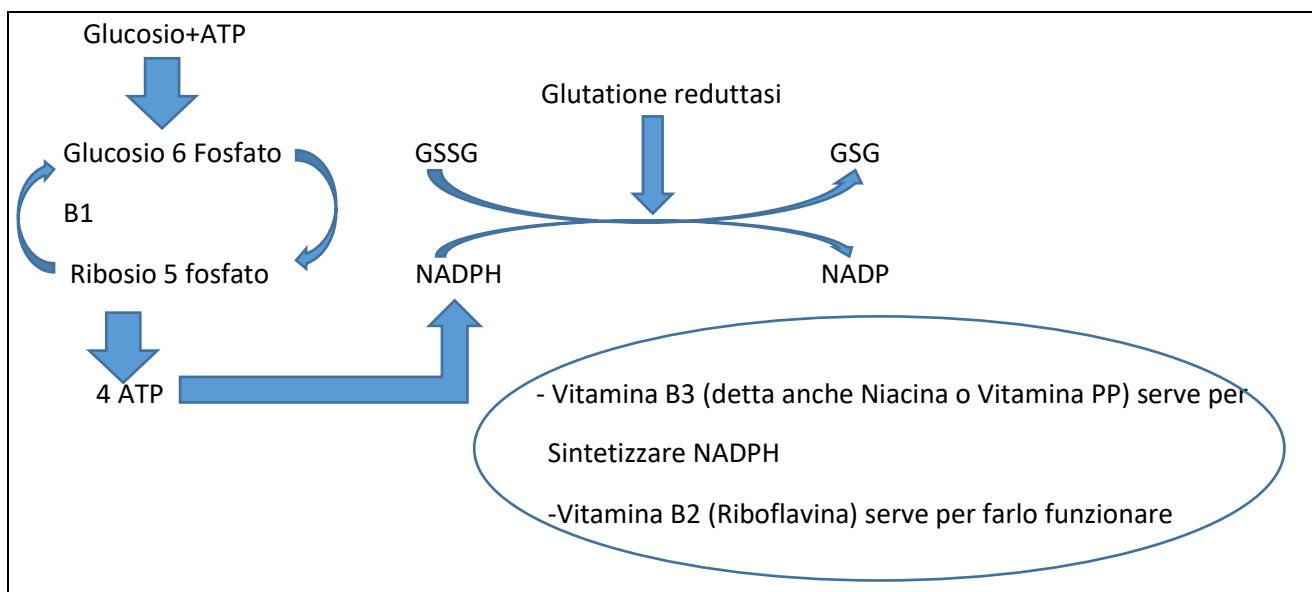 Glucosio+ATP
Glutatione reduttasi
Glucosio 6 Fosfato
GSSG
GSG
B1
Ribosio 5 fosfato
NADPH
NADP
4 ATP
- Vitamina B3 (detta anche Niacina o Vitamina PP) serve per
Sintetizzare NADPH
-Vitamina B2 (Riboflavina) serve per farlo funzionare